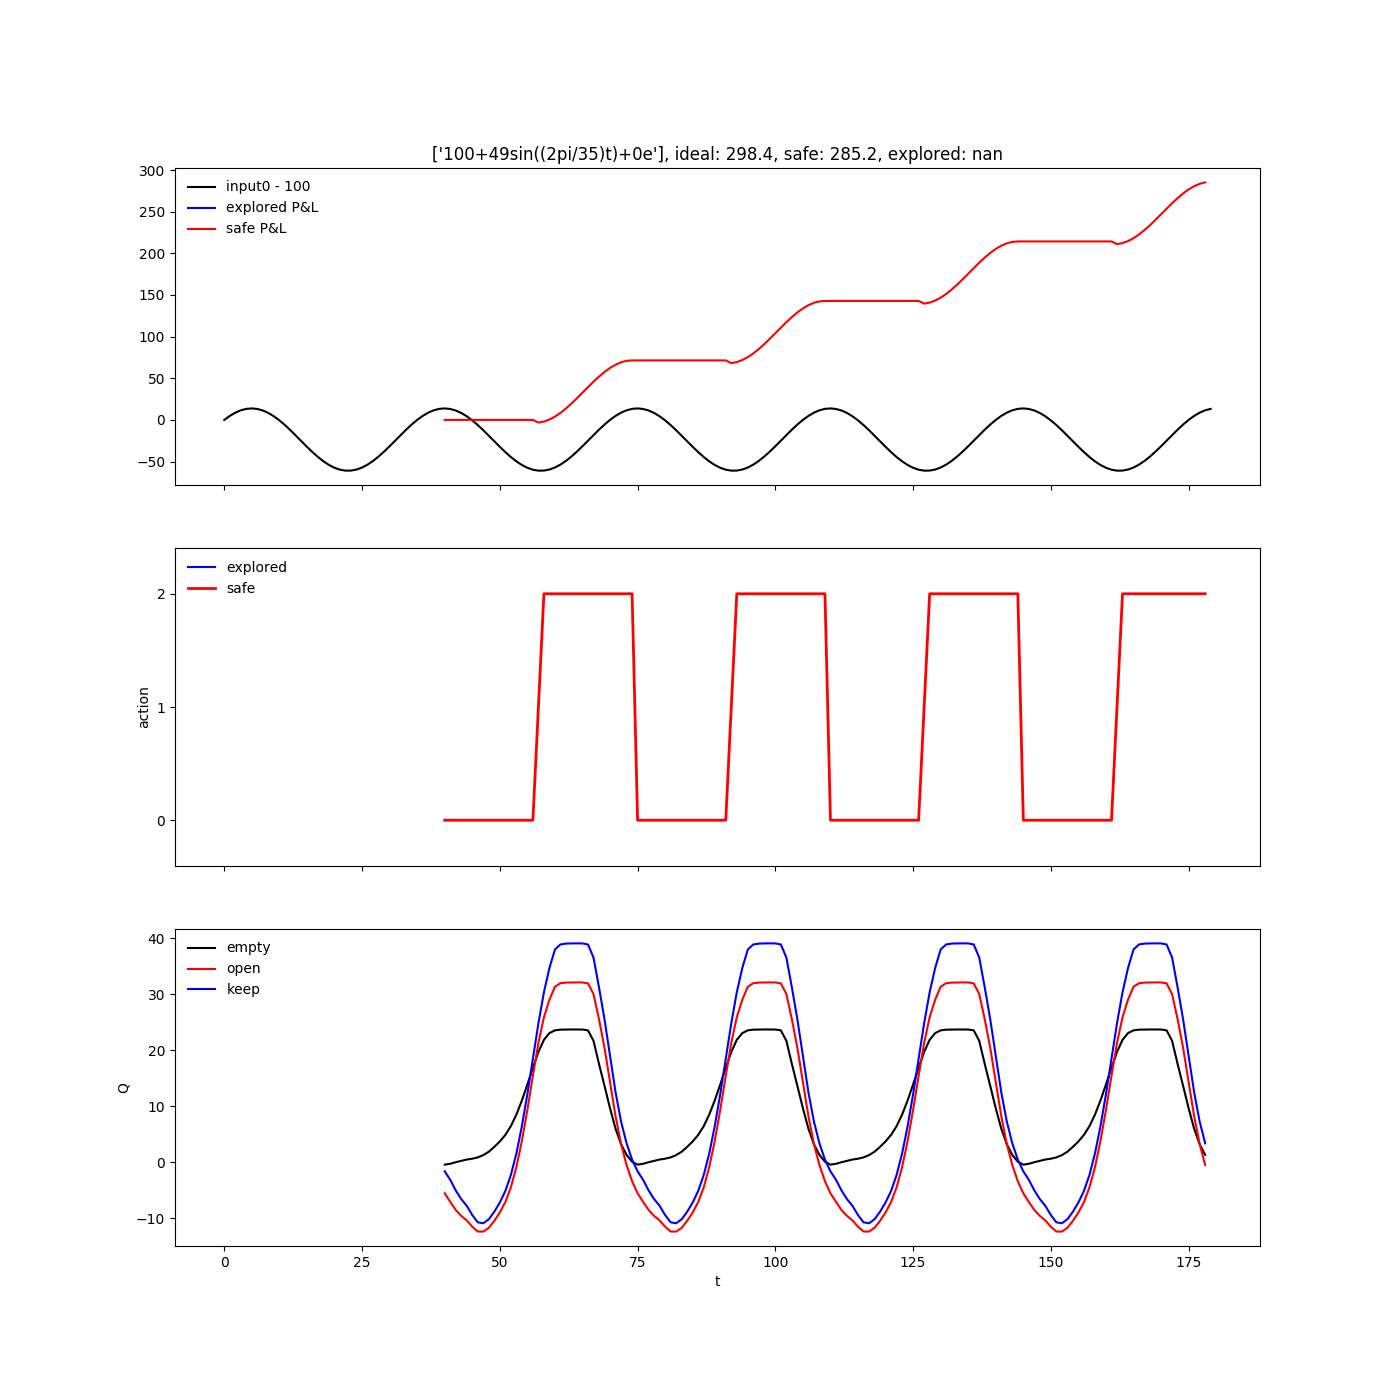 ['100+49sin((2pi/35)t)+0e'], ideal: 298.4, safe: 285.2, explored: nan
300
250
200
150
100
50
0
−50
input0 - 100
explored P&L
safe P&L
action
2
1
0
explored
safe
Q
40
30
20
10
0
−10
empty
open
keep
0 25 50 75 100 125 150 175
t